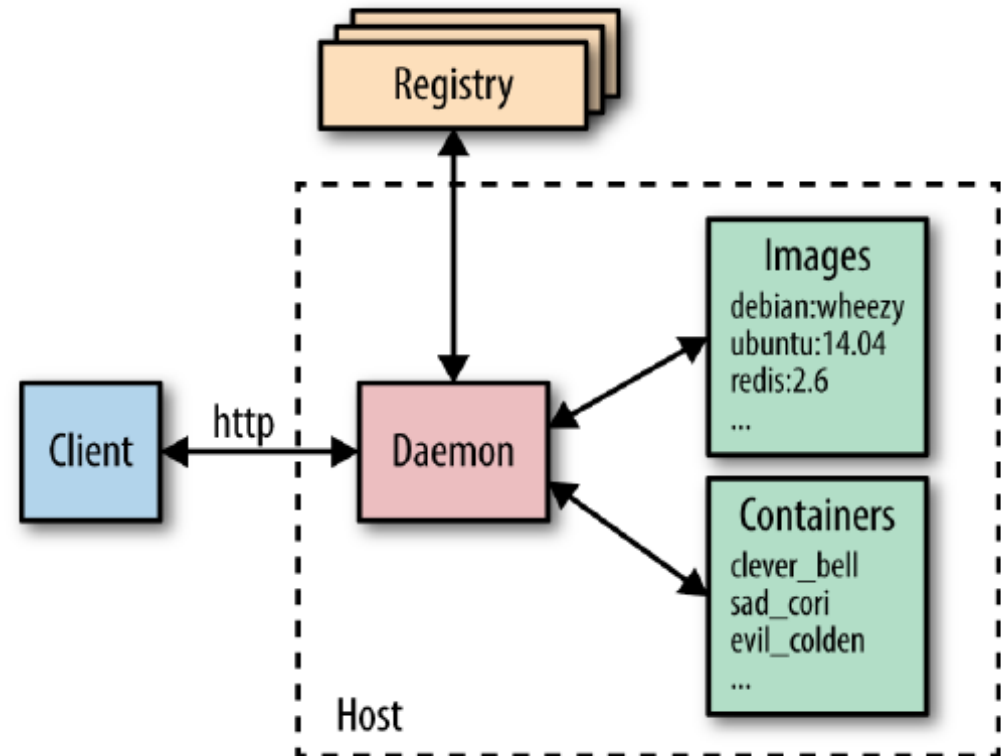 Registry
Images
debian:wheezy
ubuntu:14.04
redis:2.6
...
Client
http
Daemon
Containers
clever_bell
sad_cori
evil_colden
...
Host